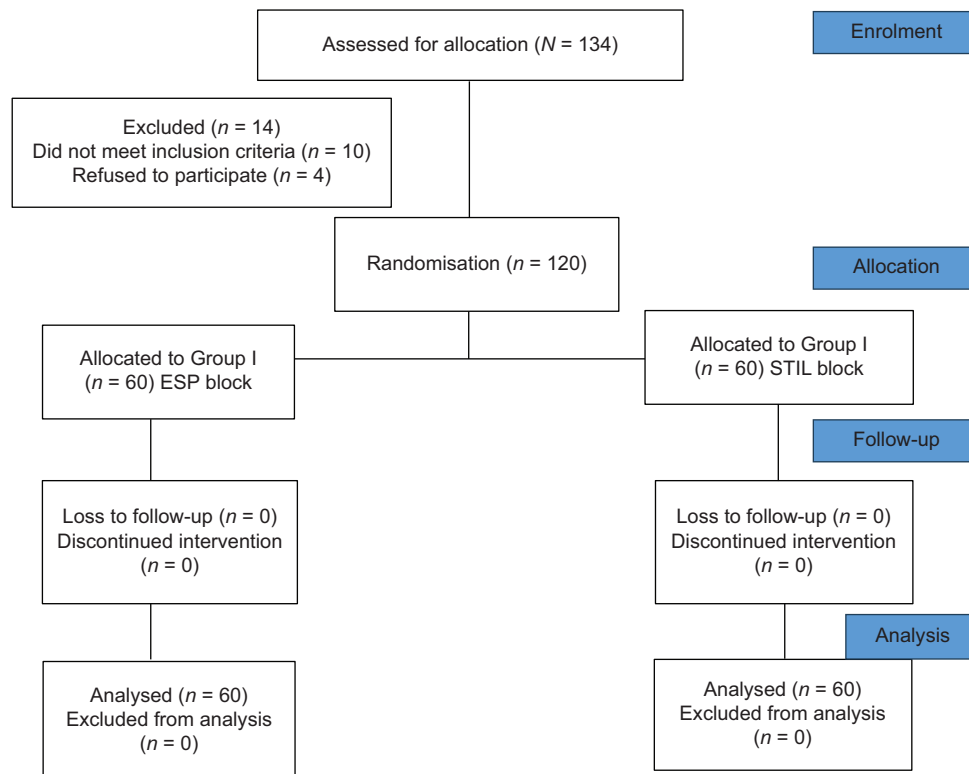 Assessed for allocation (N = 134)
Enrolment
Excluded (n = 14)
Did not meet inclusion criteria (n = 10)
Refused to participate (n = 4)
Randomisation (n = 120)
Allocation
Allocated to Group I
(n = 60) ESP block
Allocated to Group I
(n = 60) STIL block
Follow-up
Loss to follow-up (n = 0)
Discontinued intervention
(n = 0)
Loss to follow-up (n = 0)
Discontinued intervention
(n = 0)
Analysis
Analysed (n = 60)
Excluded from analysis
(n = 0)
Analysed (n = 60)
Excluded from analysis
(n = 0)